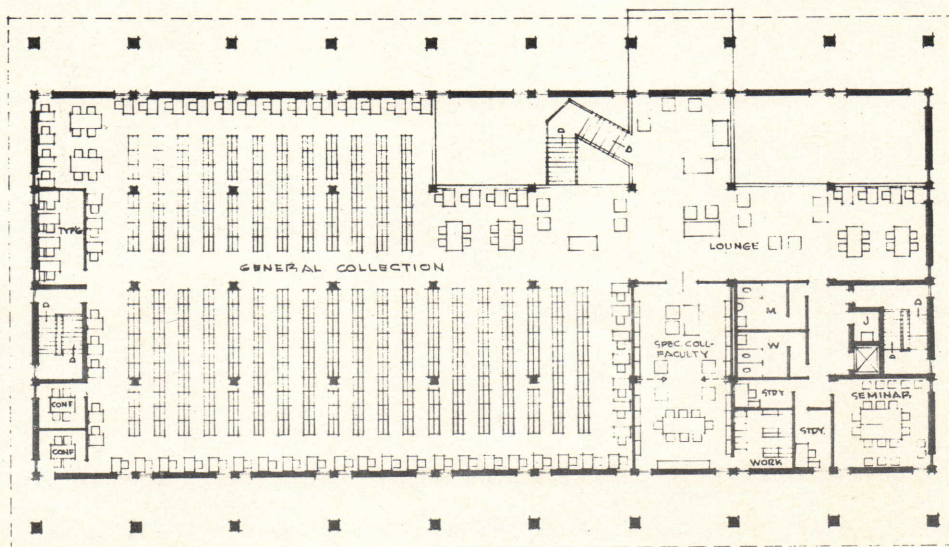 TYPG
GENERAL COLLECTION
LOUNGE
M
J
SPEC. COLL-
FACULTY
W
CONF
STDY
SEMINAR
STDY.
CONF
WORK
D
D
D
D
D
D